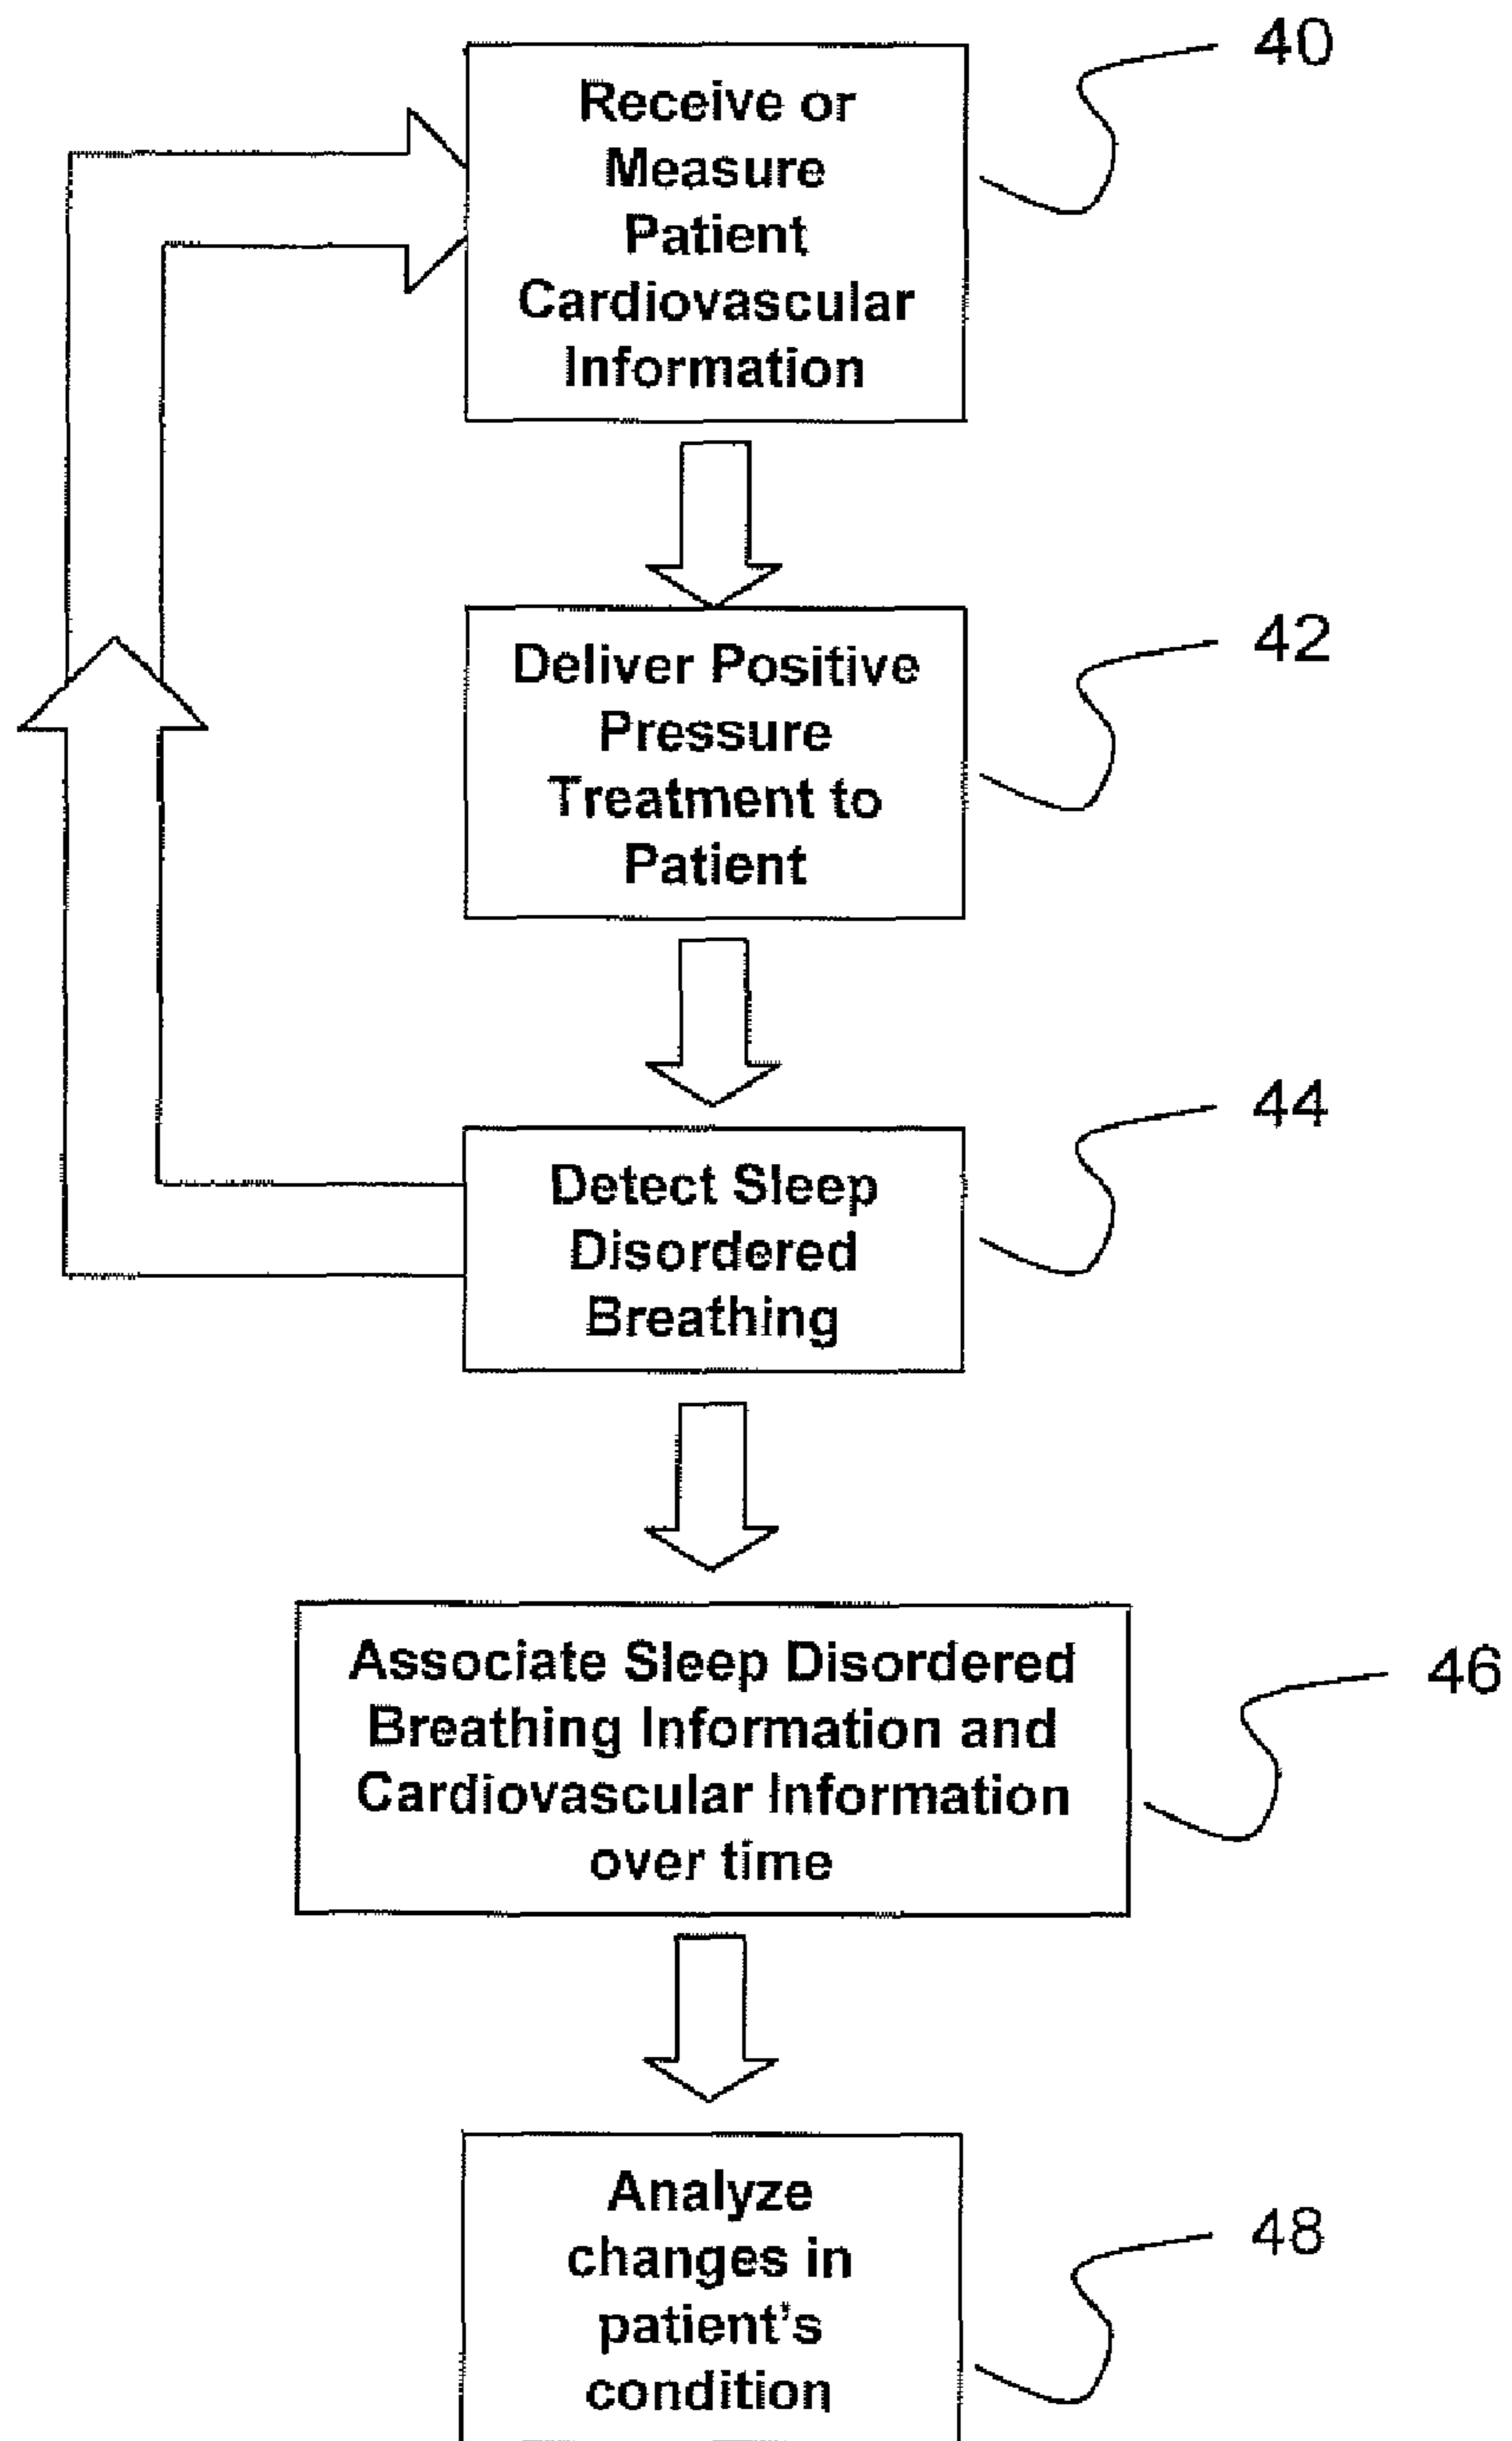 40
Receive or
Measure
Patient
Cardiovascular
Information
42
Deliver Positive
Pressure
Treatment to
Patient
44
Detect Sleep
Disordered
Breathing
46
Associate Sleep Disordered
Breathing Information and
Cardiovascular Information
over time
48
Analyze
changes in
patient's
condition